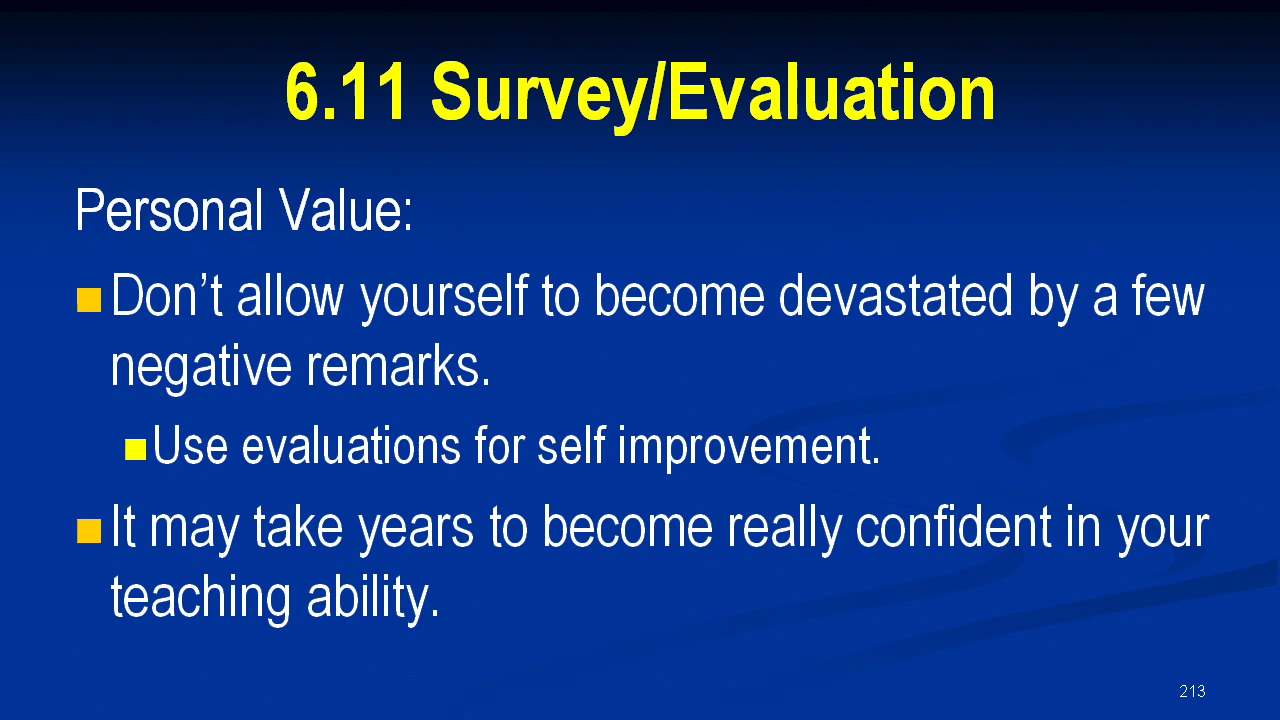 6.11 Survey/Evaluation
Personal Value:
Don’t allow yourself to become devastated by a few
negative remarks.
Use evaluations for self improvement.
It may take years to become really confident in your
teaching ability.
213